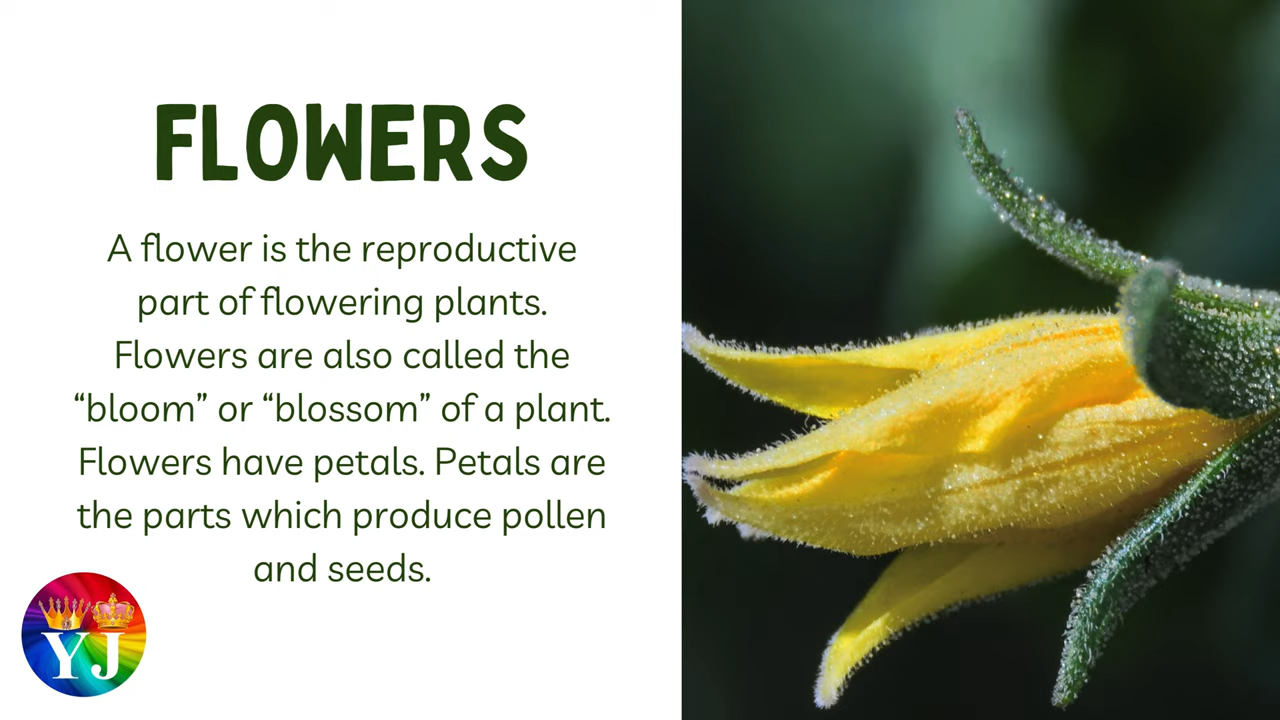 FLOWERS
A flower is the reproductive
part of flowering plants.
Flowers are also called the
“bloom” or “blossom” of a plant.
Flowers have petals. Petals are
the parts which produce pollen
and seeds.
YJ